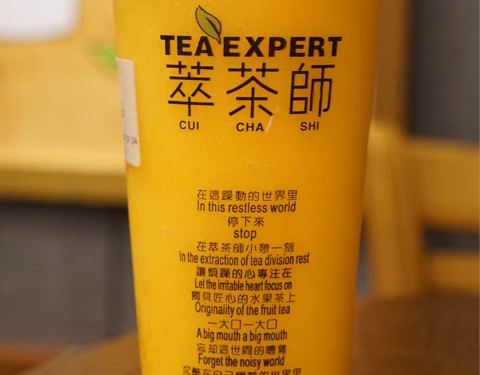 TEA EXPERT
萃茶師
CUI CHA SHI
在這躁動的世界里
In this restless world
停下來
stop
在萃茶師小憩一刻
In the extraction of tea division rest
讓煩躁的心專注在
Let the irritable heart focus on
獨具匠心的水果茶上
Originality of the fruit tea
一大口一大口
A big mouth a big mouth
忘却這世間的嘈雜
Forget the noisy world